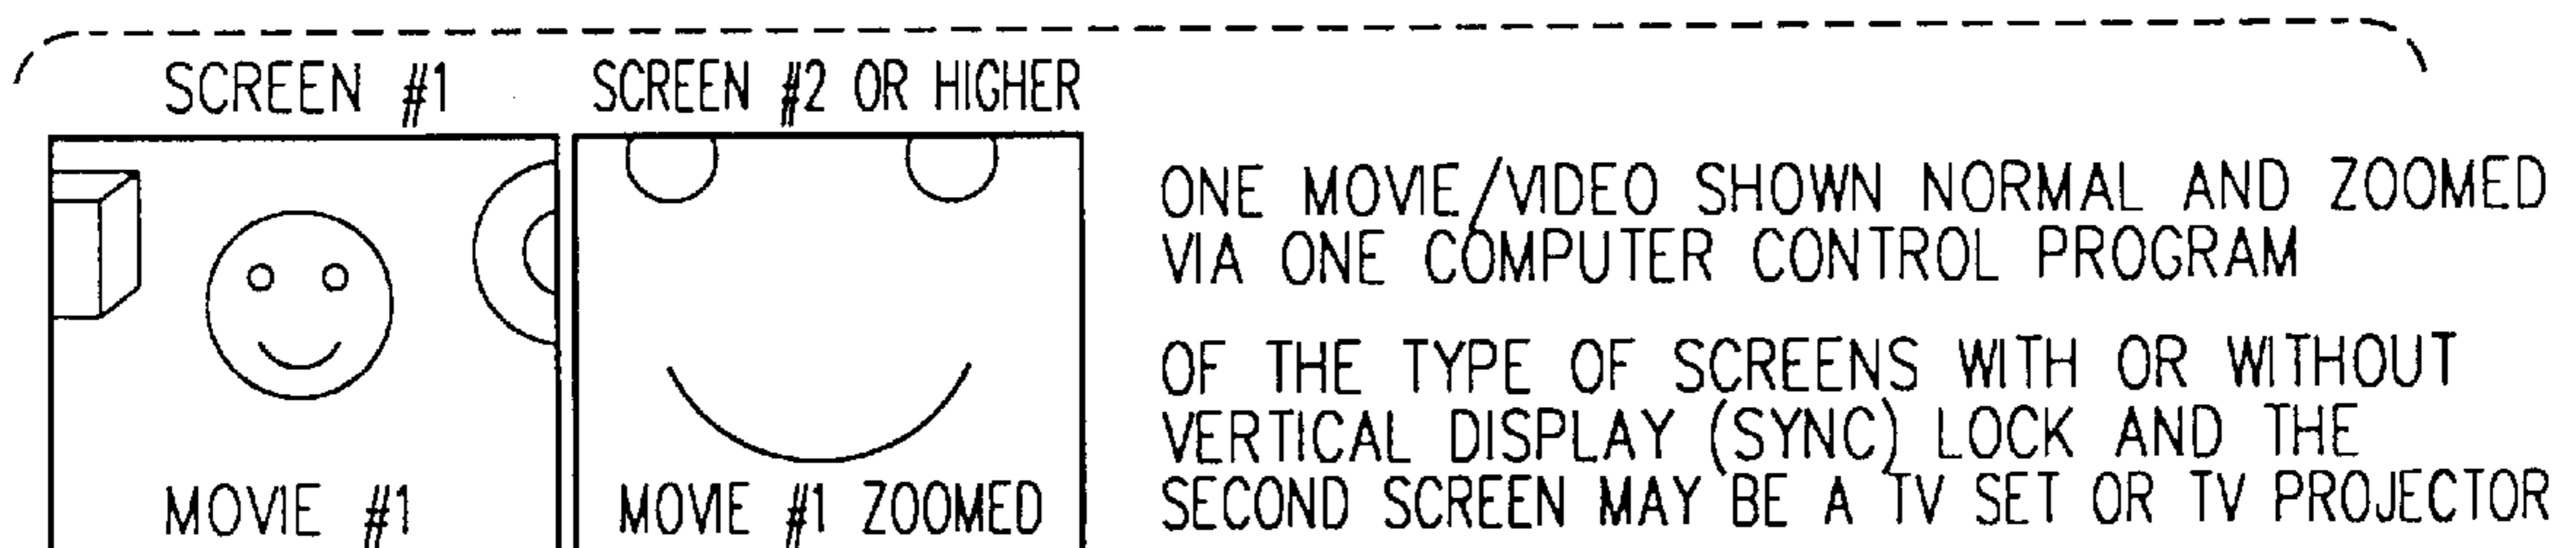 SCREEN #1
SCREEN #2 OR HIGHER
MOVIE #1
MOVIE #1 ZOOMED
ONE MOVIE/VIDEO SHOWN NORMAL AND ZOOMED
VIA ONE COMPUTER CONTROL PROGRAM
OF THE TYPE OF SCREENS WITH OR WITHOUT
VERTICAL DISPLAY (SYNC) LOCK AND THE
SECOND SCREEN MAY BE A TV SET OR TV PROJECTOR